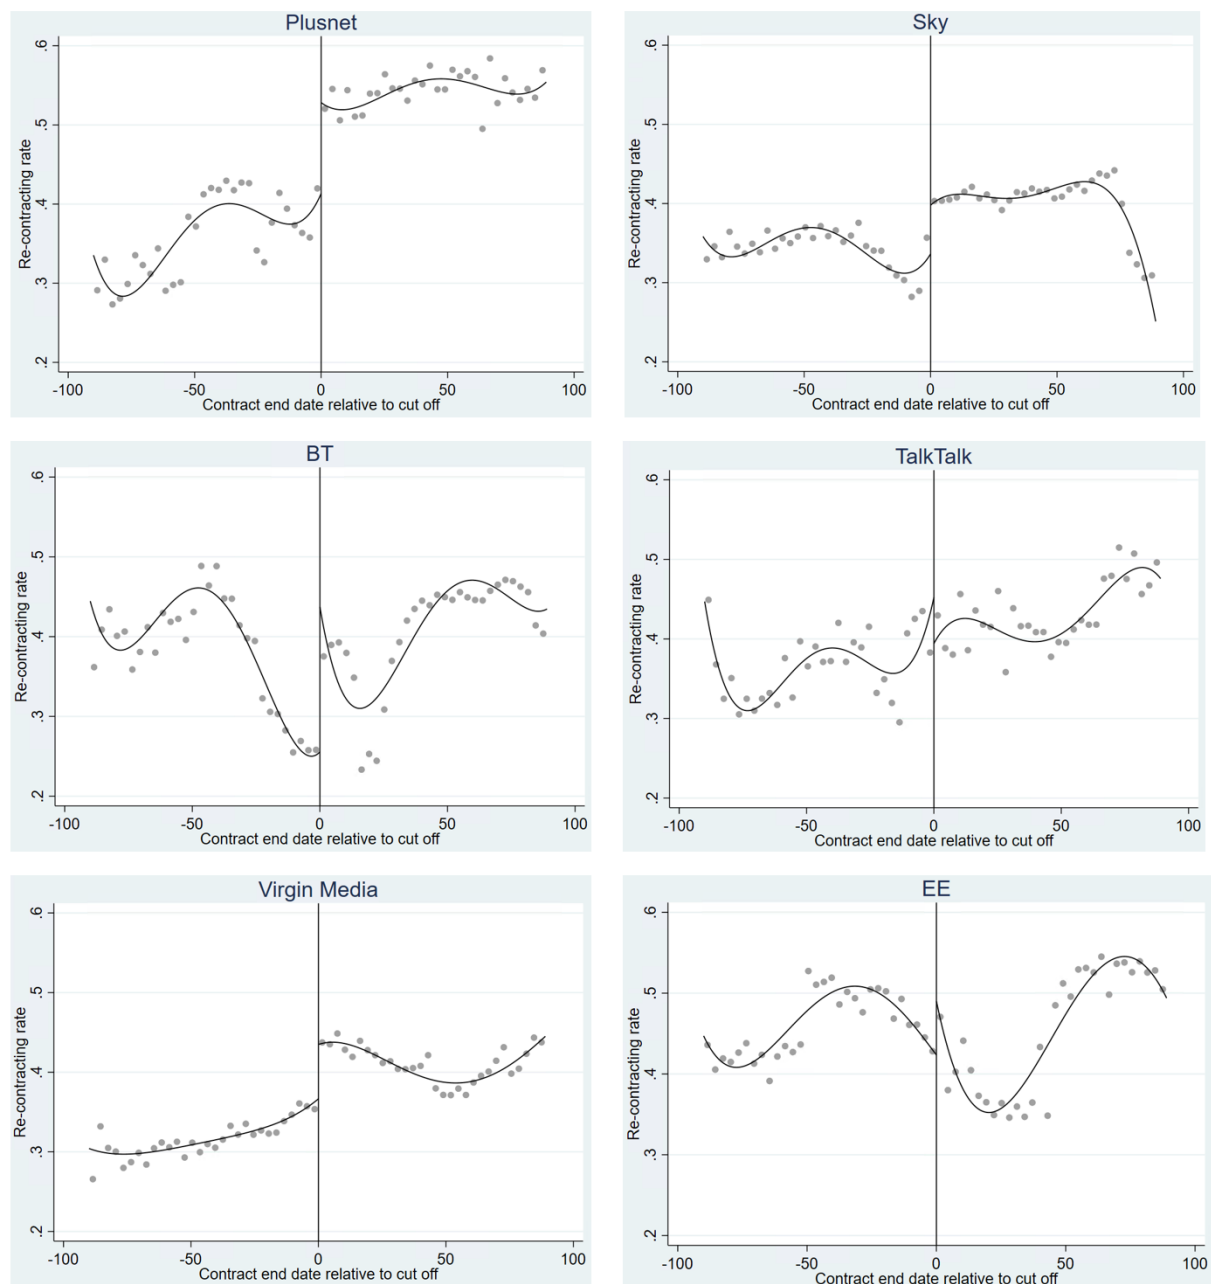 Plusnet
Re-contracting rate
.6
.5
.4
.3
.2
-100 -50 0 50 100
Contract end date relative to cut off
Sky
Re-contracting rate
.6
.5
.4
.3
.2
-100 -50 0 50 100
Contract end date relative to cut off
BT
Re-contracting rate
.6
.5
.4
.3
.2
-100 -50 0 50 100
Contract end date relative to cut off
TalkTalk
Re-contracting rate
.6
.5
.4
.3
.2
-100 -50 0 50 100
Contract end date relative to cut off
Virgin Media
Re-contracting rate
.6
.5
.4
.3
.2
-100 -50 0 50 100
Contract end date relative to cut off
EE
Re-contracting rate
.6
.5
.4
.3
.2
-100 -50 0 50 100
Contract end date relative to cut off